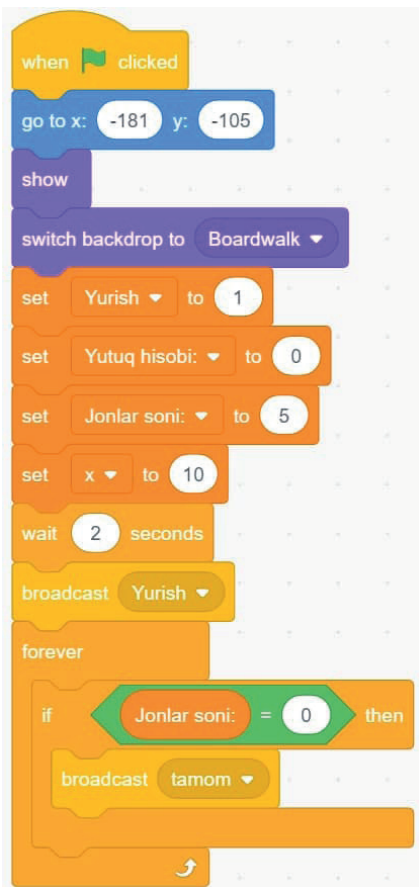 when clicked
go to x: -181 y: -105
show
switch backdrop to Boardwalk
set Yurish to 1
set Yutuq hisobi: to 0
set Jonlar soni: to 5
set x to 10
wait 2 seconds
broadcast Yurish
forever
if Jonlar soni: = 0 then
broadcast tamom